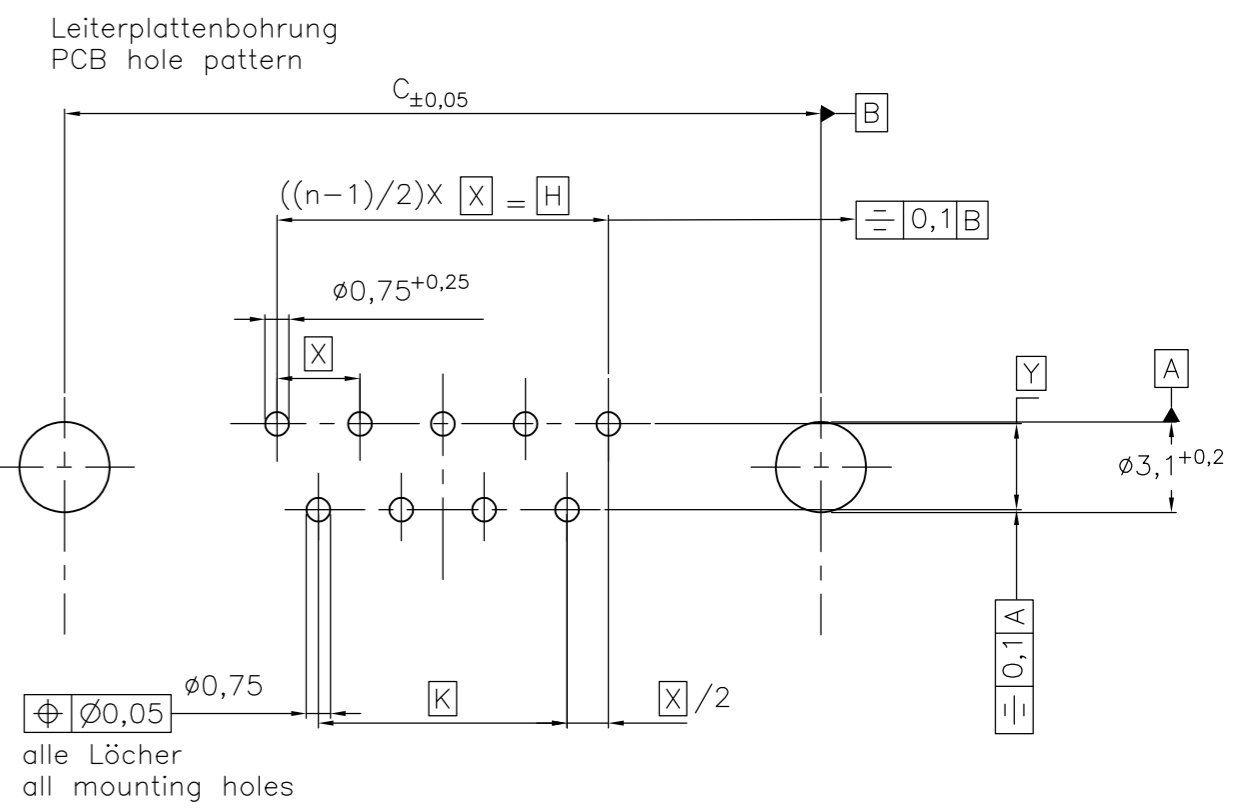 Leiterplattenbohrung
PCB hole pattern
C±0,05
B
((n-1)/2)X X = H
0,1 B
ø0,75+0,25
X
Y
A
ø3,1+0,2
0,1 A
ø0,75
K
X /2
⌖ Ø0,05
alle Löcher
all mounting holes